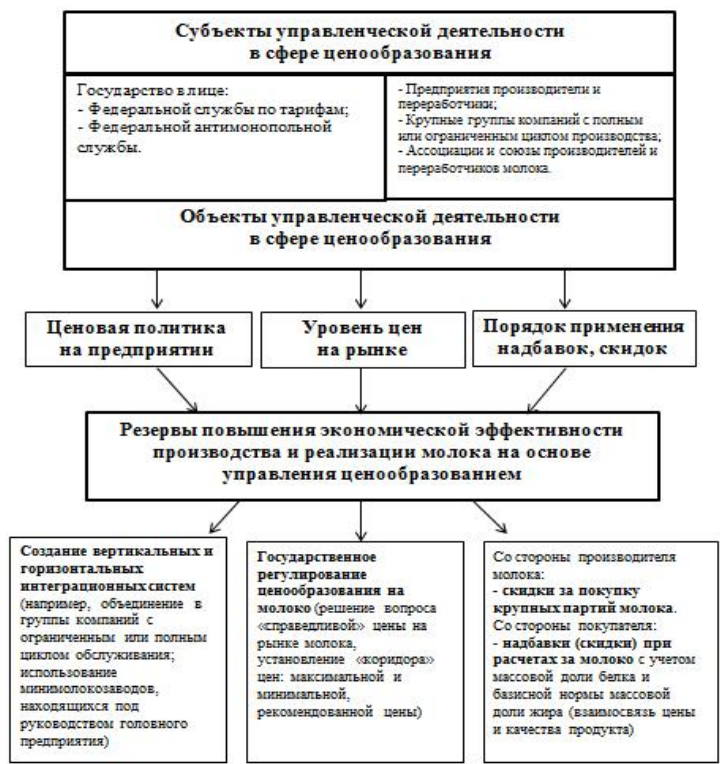 Субъекты управленческой деятельности
в сфере ценообразования
Государство в лице:
- Федеральной службы по тарифам;
- Федеральной антимонопольной
службы.
- Предприятия производители и
переработчики;
- Крупные группы компаний с полным
или ограниченным циклом производства;
- Ассоциации и союзы производителей и
переработчиков молока.
Объекты управленческой деятельности
в сфере ценообразования
Ценовая политика
на предприятии
Уровень цен
на рынке
Порядок применения
надбавок, скидок
Резервы повышения экономической эффективности
производства и реализации молока на основе
управления ценообразованием
Создание вертикальных и
горизонтальных
интеграционных систем
(например, объединение в
группы компаний с
ограниченным или полным
циклом обслуживания;
использование
минимолокозаводов,
находящихся под
руководством головного
предприятия)
Государственное
регулирование
ценообразования на
молоко (решение вопроса
«справедливой» цены на
рынке молока,
установление «коридора»
цен: максимальной и
минимальной,
рекомендованной цены)
Со стороны производителя
молока:
- скидки за покупку
крупных партий молока.
Со стороны покупателя:
- надбавки (скидки) при
расчетах за молоко с учетом
массовой доли белка и
базисной нормы массовой
доли жира (взаимосвязь цены
и качества продукта)